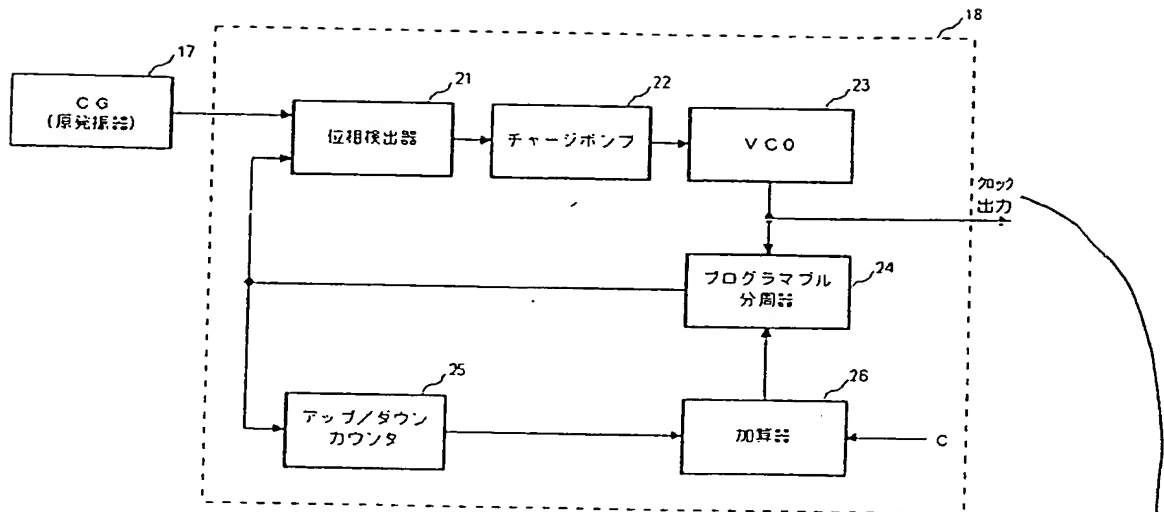 18
17
CG
(原発振器)
21
位相検出器
22
チャージポンプ
23
VCO
クロック
出力
プログラマブル
分周器
24
25
アップ/ダウン
カウンタ
26
加算器
C